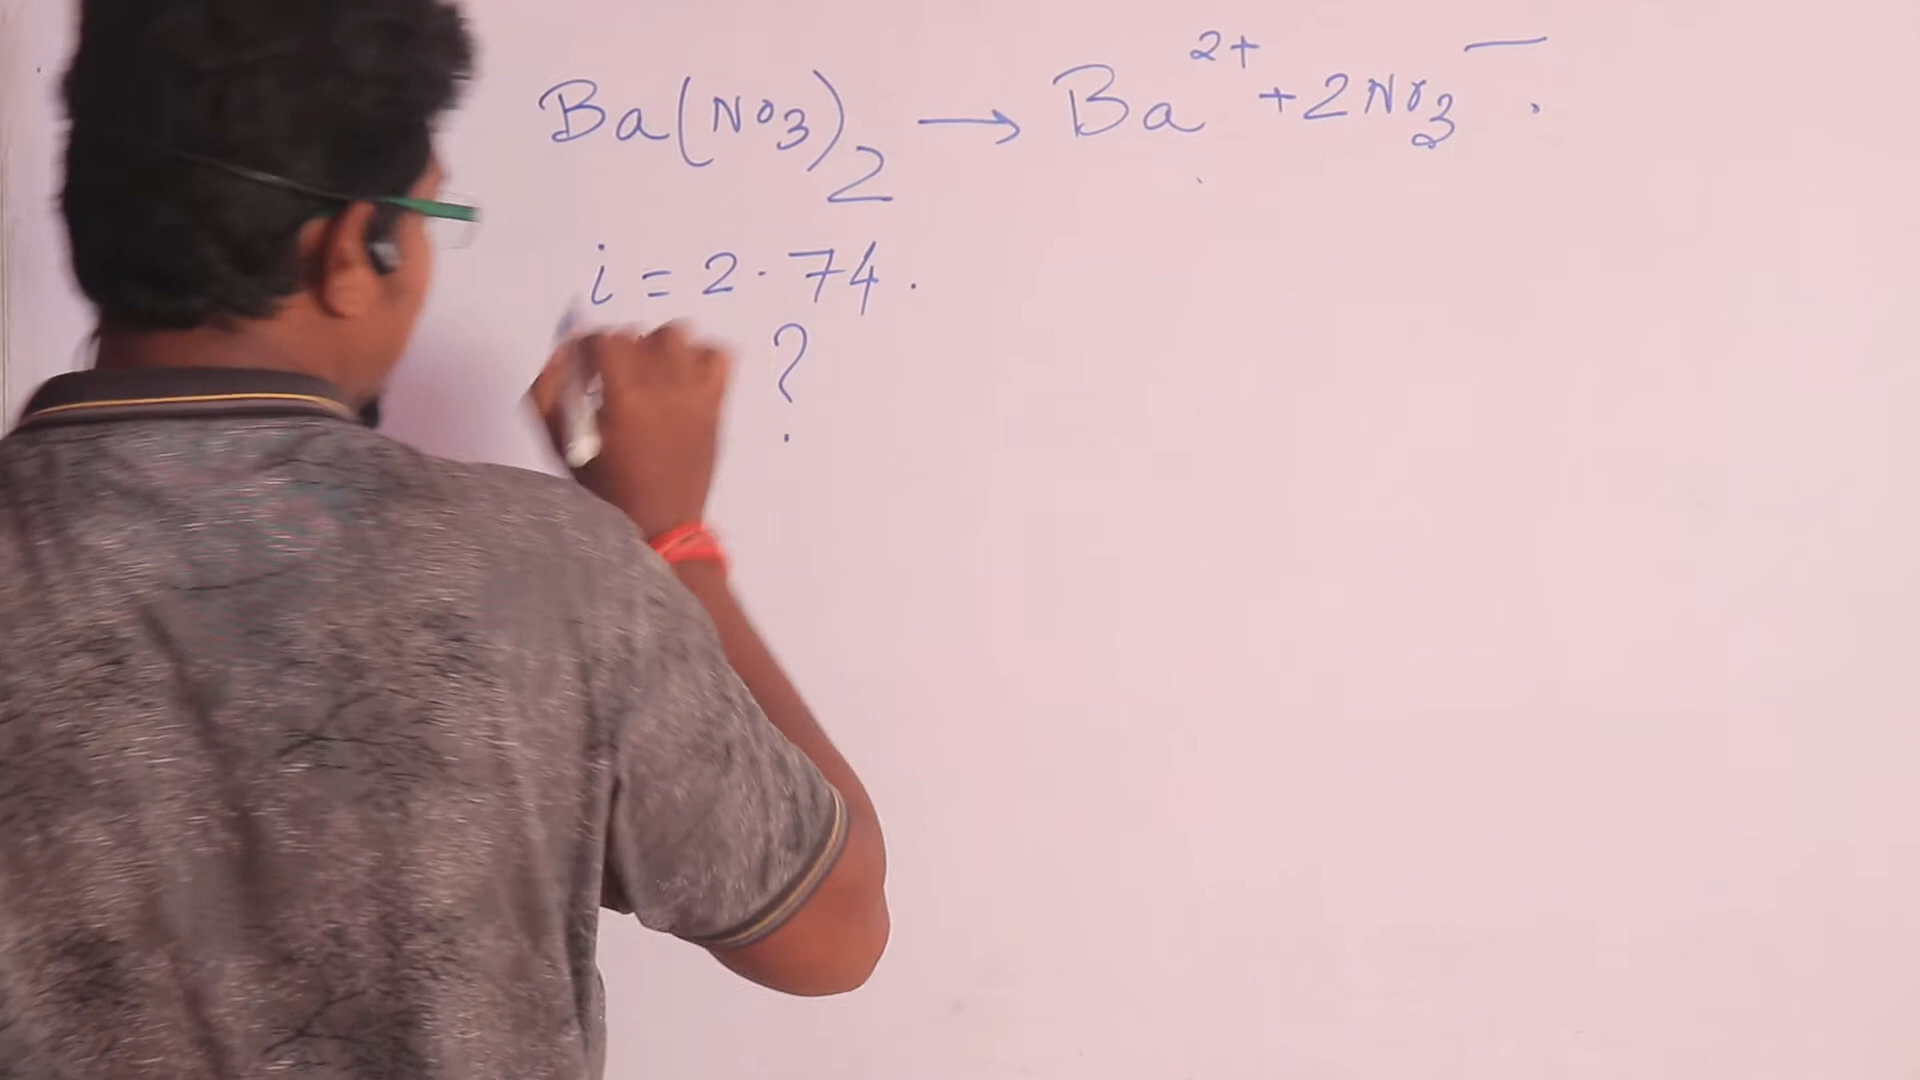 Ba(NO3)2 → Ba2+ + 2NO3− .
i = 2.74 .
?